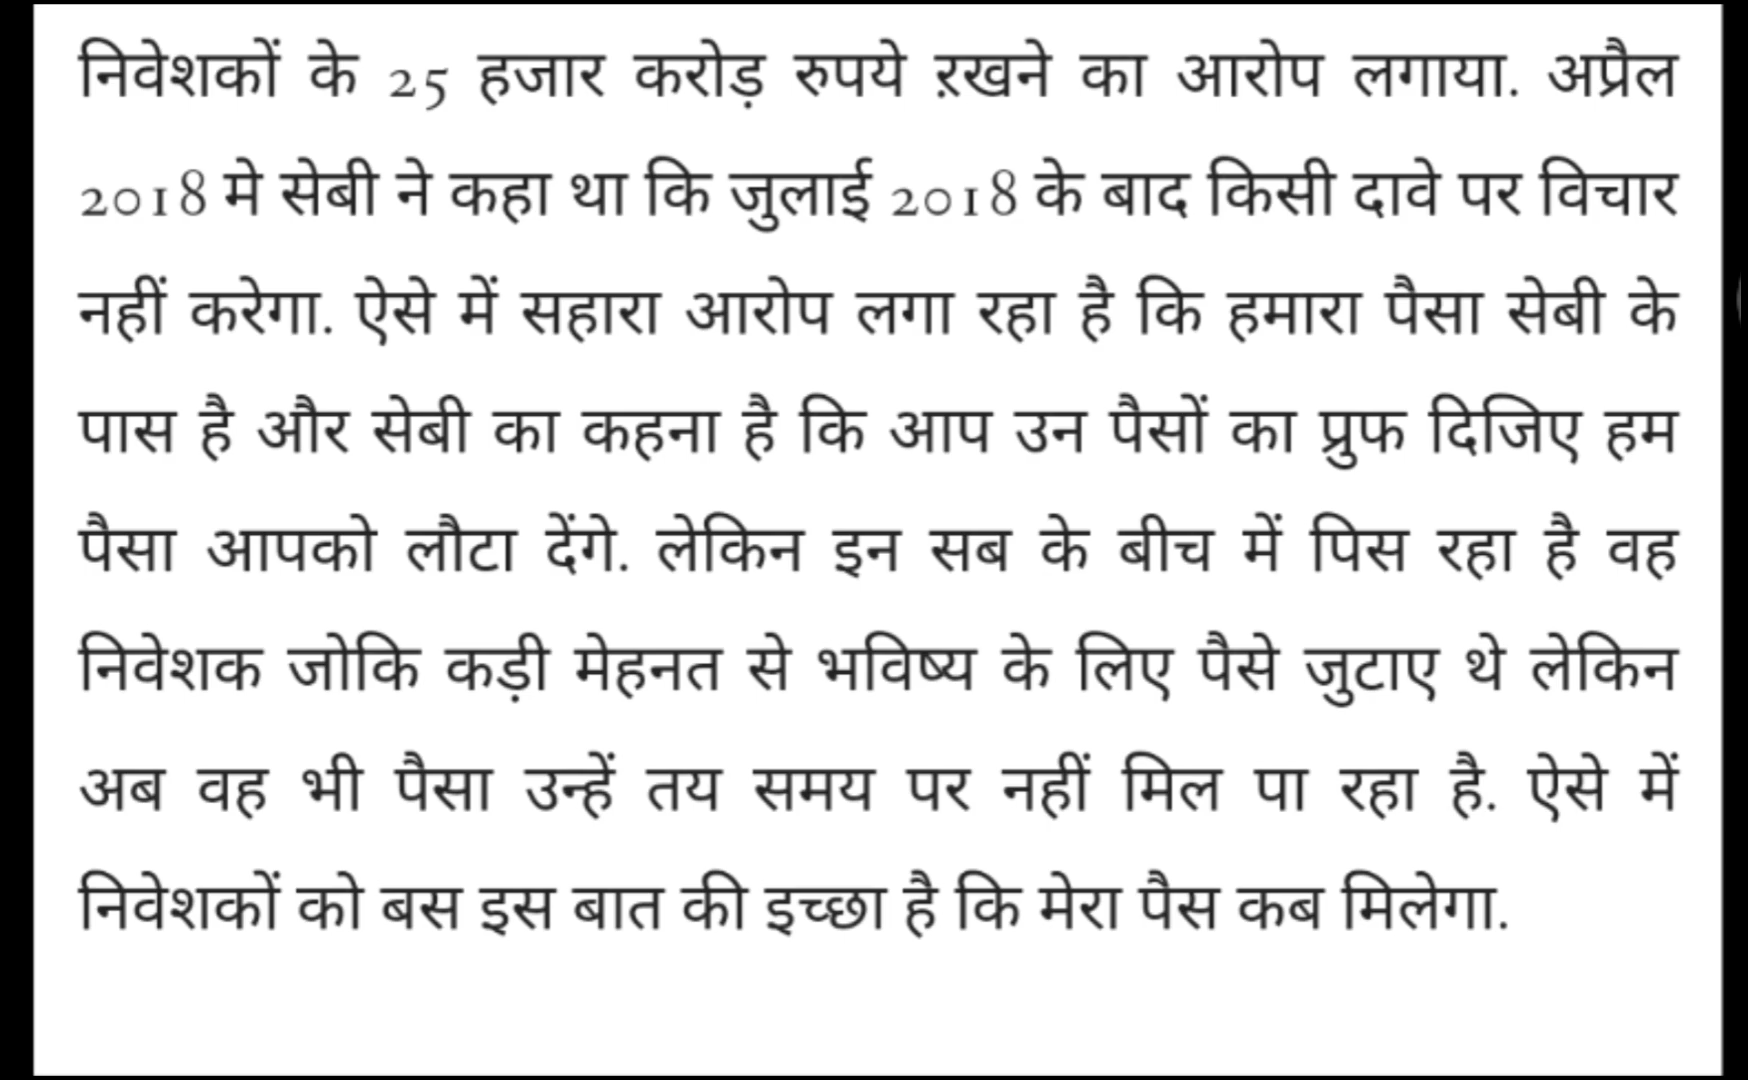 निवेशकों के 25 हजार करोड़ रुपये ऱखने का आरोप लगाया. अप्रैल
2018 मे सेबी ने कहा था कि जुलाई 2018 के बाद किसी दावे पर विचार
नहीं करेगा. ऐसे में सहारा आरोप लगा रहा है कि हमारा पैसा सेबी के
पास है और सेबी का कहना है कि आप उन पैसों का प्रुफ दिजिए हम
पैसा आपको लौटा देंगे. लेकिन इन सब के बीच में पिस रहा है वह
निवेशक जोकि कड़ी मेहनत से भविष्य के लिए पैसे जुटाए थे लेकिन
अब वह भी पैसा उन्हें तय समय पर नहीं मिल पा रहा है. ऐसे में
निवेशकों को बस इस बात की इच्छा है कि मेरा पैस कब मिलेगा.